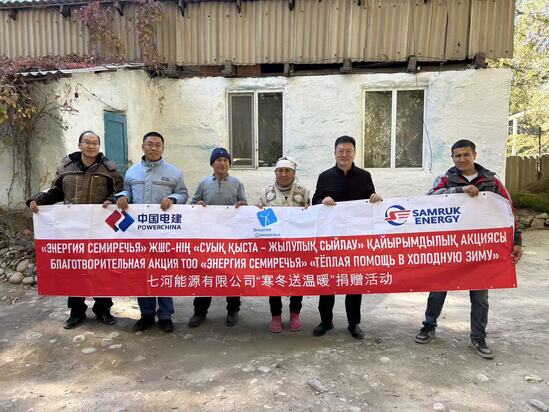 中国电建
POWERCHINA
Энергия
Семиречья
SAMRUK
ENERGY
«ЭНЕРГИЯ СЕМИРЕЧЬЯ» ЖШС-НІҢ «СУЫҚ ҚЫСТА - ЖЫЛУЛЫҚ СЫЙЛАУ» ҚАЙЫРЫМДЫЛЫҚ АКЦИЯСЫ
БЛАГОТВОРИТЕЛЬНАЯ АКЦИЯ ТОО «ЭНЕРГИЯ СЕМИРЕЧЬЯ» «ТЁПЛАЯ ПОМОЩЬ В ХОЛОДНУЮ ЗИМУ»
七河能源有限公司“寒冬送温暖”捐赠活动